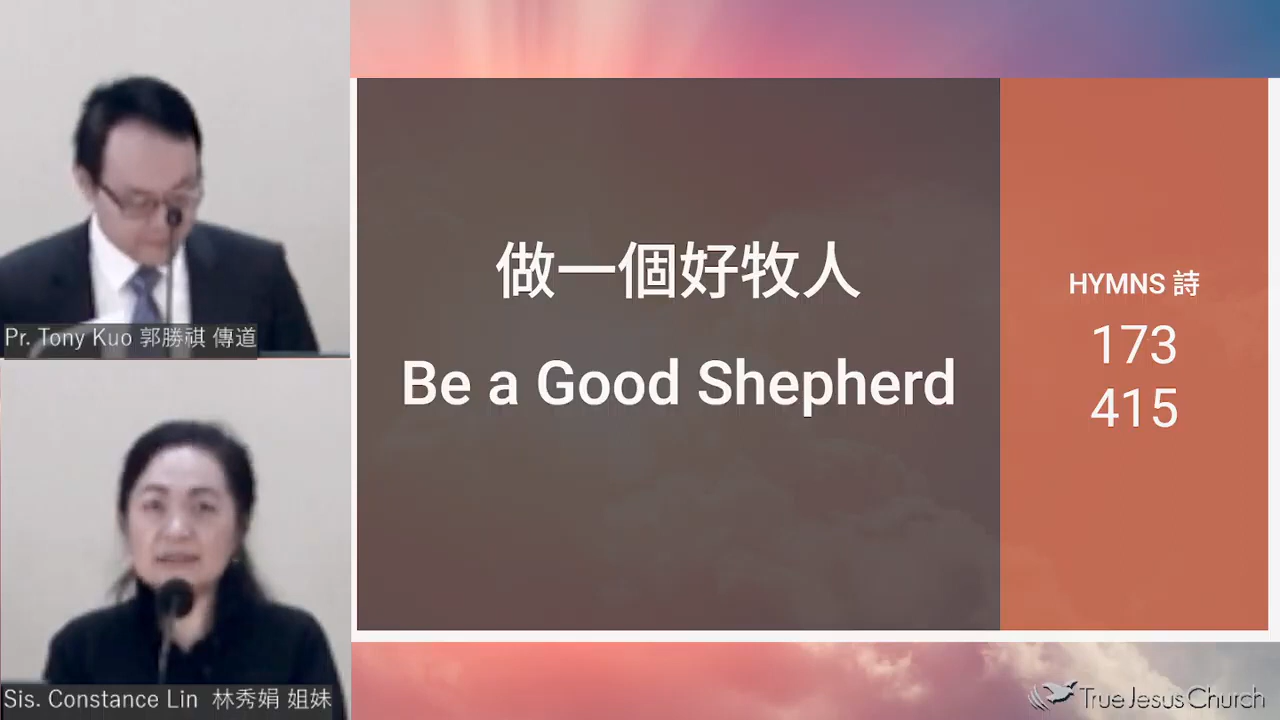 Pr. Tony Kuo 郭勝祺 傳道
Sis. Constance Lin 林秀娟 姐妹
做一個好牧人
Be a Good Shepherd
HYMNS 詩
173
415
True Jesus Church